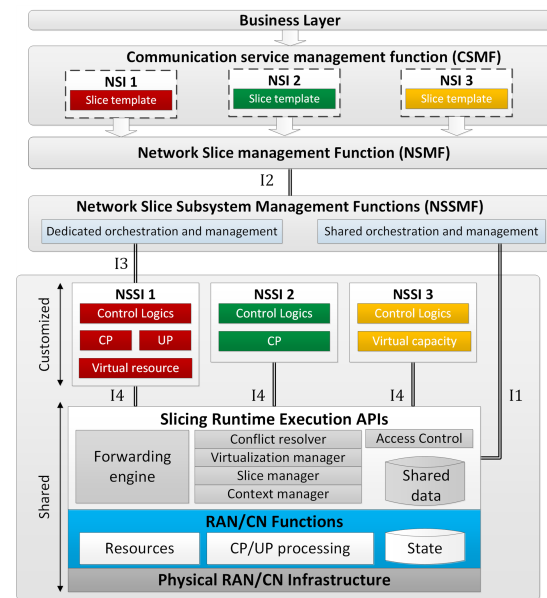 Business Layer
Communication service management function (CSMF)
NSI 1
NSI 2
NSI 3
Slice template
Slice template
Slice template
Network Slice management Function (NSMF)
I2
Network Slice Subsystem Management Functions (NSSMF)
Dedicated orchestration and management
Shared orchestration and management
I3
Customized
NSSI 1
NSSI 2
NSSI 3
Control Logics
Control Logics
Control Logics
CP
UP
CP
Virtual capacity
Virtual resource
I4
I4
I4
I1
Shared
Slicing Runtime Execution APIs
Forwarding
engine
Conflict resolver
Virtualization manager
Slice manager
Context manager
Access Control
Shared
data
RAN/CN Functions
Resources
CP/UP processing
State
Physical RAN/CN Infrastructure